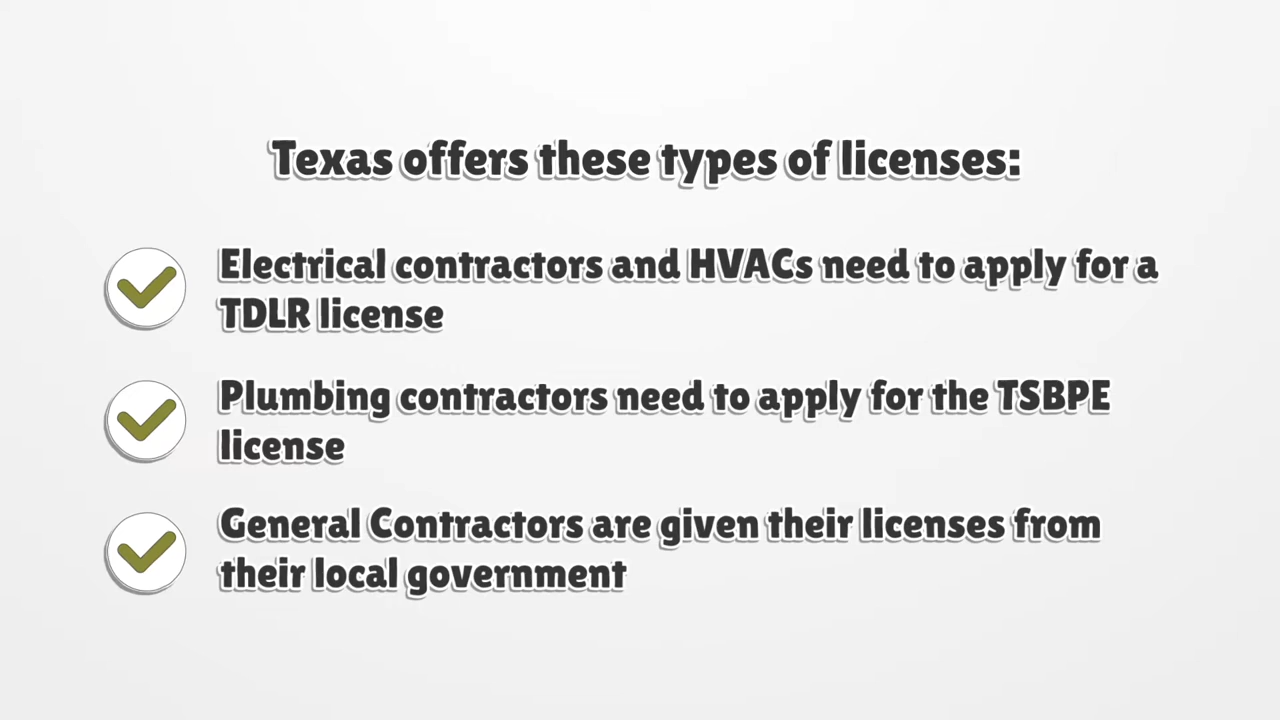 Texas offers these types of licenses:
Electrical contractors and HVACs need to apply for a
TDLR license
Plumbing contractors need to apply for the TSBPE
license
General Contractors are given their licenses from
their local government